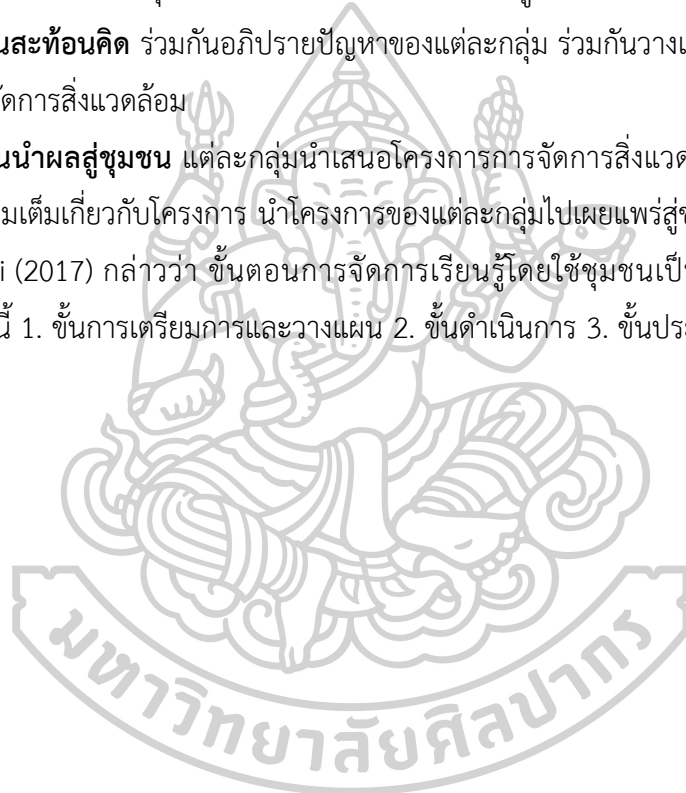 นสะท้อนคิด ร่วมกันอภิปรายปัญหาของแต่ละกลุ่ม ร่วมกันวางแ
ัดการสิ่งแวดล้อม
นนำผลสู่ชุมชน แต่ละกลุ่มนำเสนอโครงการการจัดการสิ่งแวด
มเต็มเกี่ยวกับโครงการ นำโครงการของแต่ละกลุ่มไปเผยแพร่สู่ช
i (2017) กล่าวว่า ขั้นตอนการจัดการเรียนรู้โดยใช้ชุมชนเป็น
นี้ 1. ขั้นการเตรียมการและวางแผน 2. ขั้นดำเนินการ 3. ขั้นประ
มหาวิทยาลัยศิลปากร